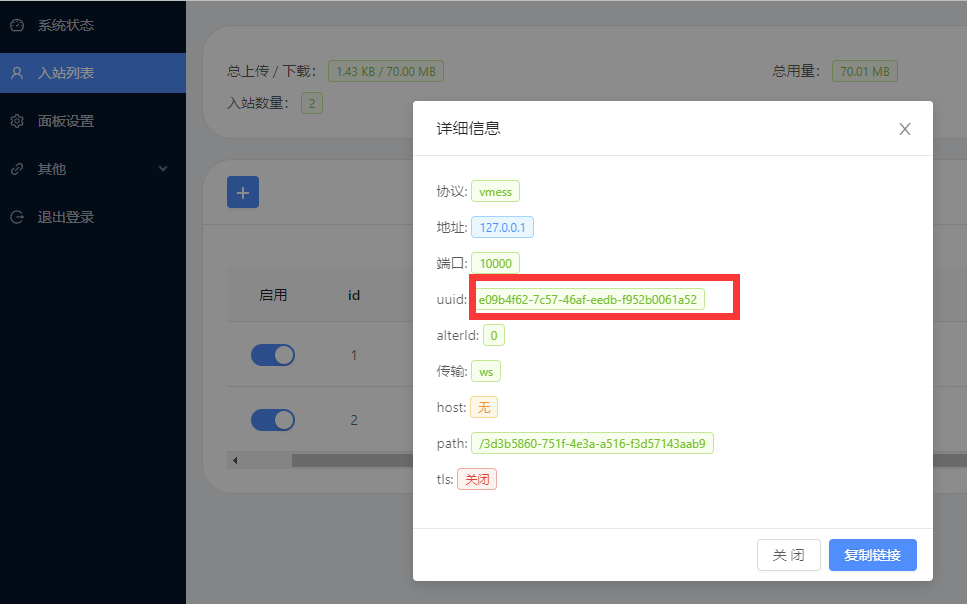 系统状态
入站列表
面板设置
其他
退出登录
总上传 / 下载： 1.43 KB / 70.00 MB
总用量： 70.01 MB
入站数量： 2
+
启用 id
1
2
详细信息
协议: vmess
地址: 127.0.0.1
端口: 10000
uuid: e09b4f62-7c57-46af-eedb-f952b0061a52
alterId: 0
传输: ws
host: 无
path: /3d3b5860-751f-4e3a-a516-f3d57143aab9
tls: 关闭
关 闭 复制链接